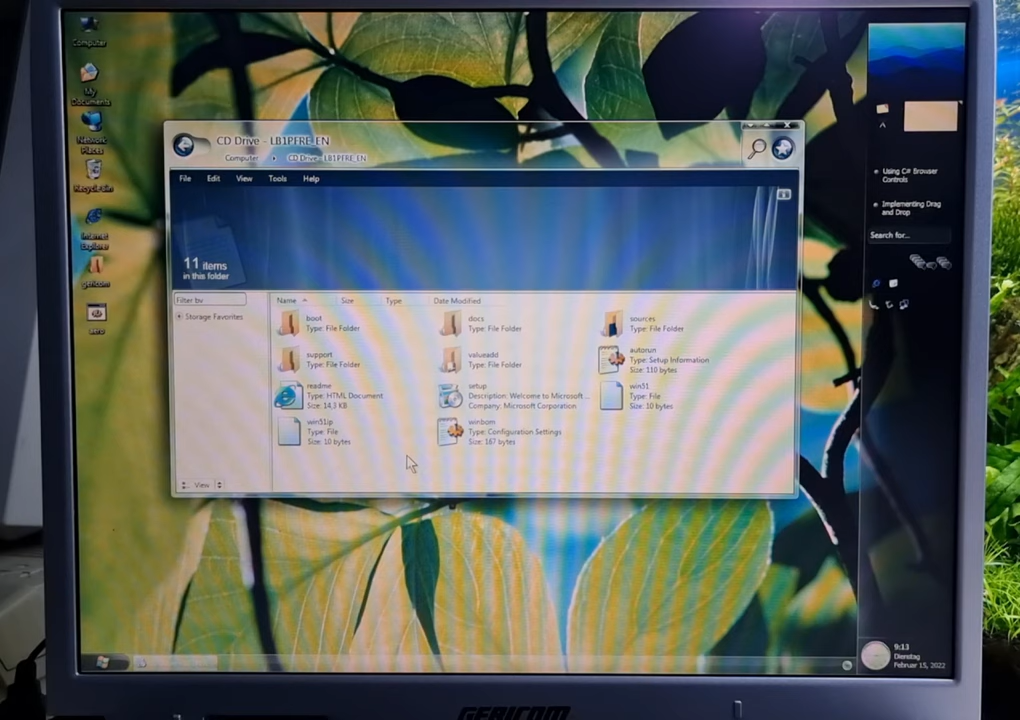 Computer
My
Documents
Network
Places
Recycle Bin
Internet
Explorer
gericom
aero
CD Drive - LB1PFRE_EN
Computer
CD Drive - LB1PFRE_EN
File Edit View Tools Help
11 items
in this folder
Filter by
Storage Favorites
View
Name Size Type Date Modified
boot
Type: File Folder
docs
Type: File Folder
sources
Type: File Folder
support
Type: File Folder
valueadd
Type: File Folder
autorun
Type: Setup Information
Size: 110 bytes
readme
Type: HTML Document
Size: 14,3 KB
setup
Description: Welcome to Microsoft ...
Company: Microsoft Corporation
win51
Type: File
Size: 10 bytes
win51ip
Type: File
Size: 10 bytes
winbom
Type: Configuration Settings
Size: 167 bytes
Using C# Browser
Controls
Implementing Drag
and Drop
Search for...
9:13
Dienstag
Februar 15, 2022
GERICOM